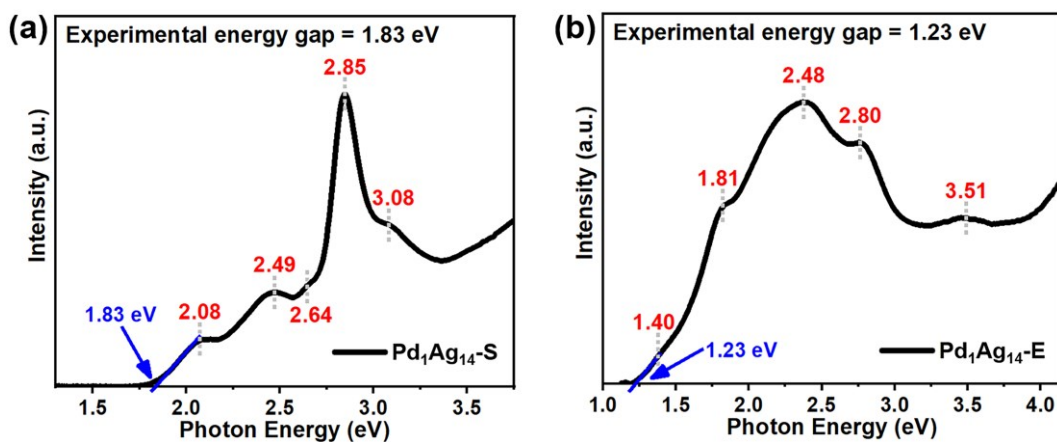 (a)
Experimental energy gap = 1.83 eV
2.85
3.08
2.49
2.64
2.08
1.83 eV
Pd₁Ag₁₄-S
Intensity (a.u.)
1.5 2.0 2.5 3.0 3.5
Photon Energy (eV)
(b)
Experimental energy gap = 1.23 eV
2.48
2.80
1.81
3.51
1.40
1.23 eV
Pd₁Ag₁₄-E
Intensity (a.u.)
1.0 1.5 2.0 2.5 3.0 3.5 4.0
Photon Energy (eV)